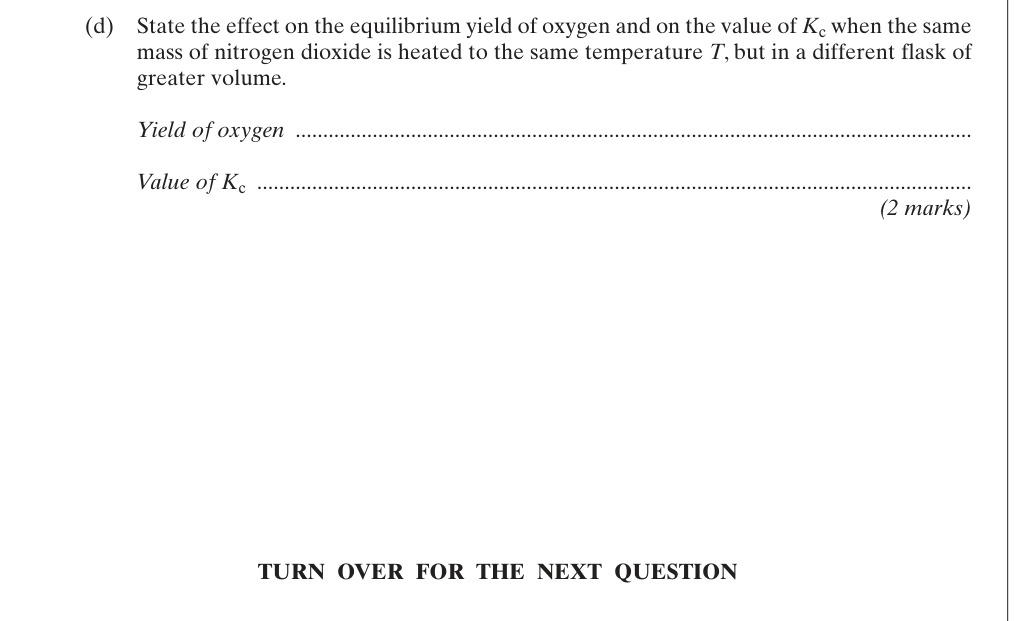 (d) State the effect on the equilibrium yield of oxygen and on the value of Kc when the same
mass of nitrogen dioxide is heated to the same temperature T, but in a different flask of
greater volume.
Yield of oxygen ..........................................................................................................................
Value of Kc .................................................................................................................................
(2 marks)
TURN OVER FOR THE NEXT QUESTION